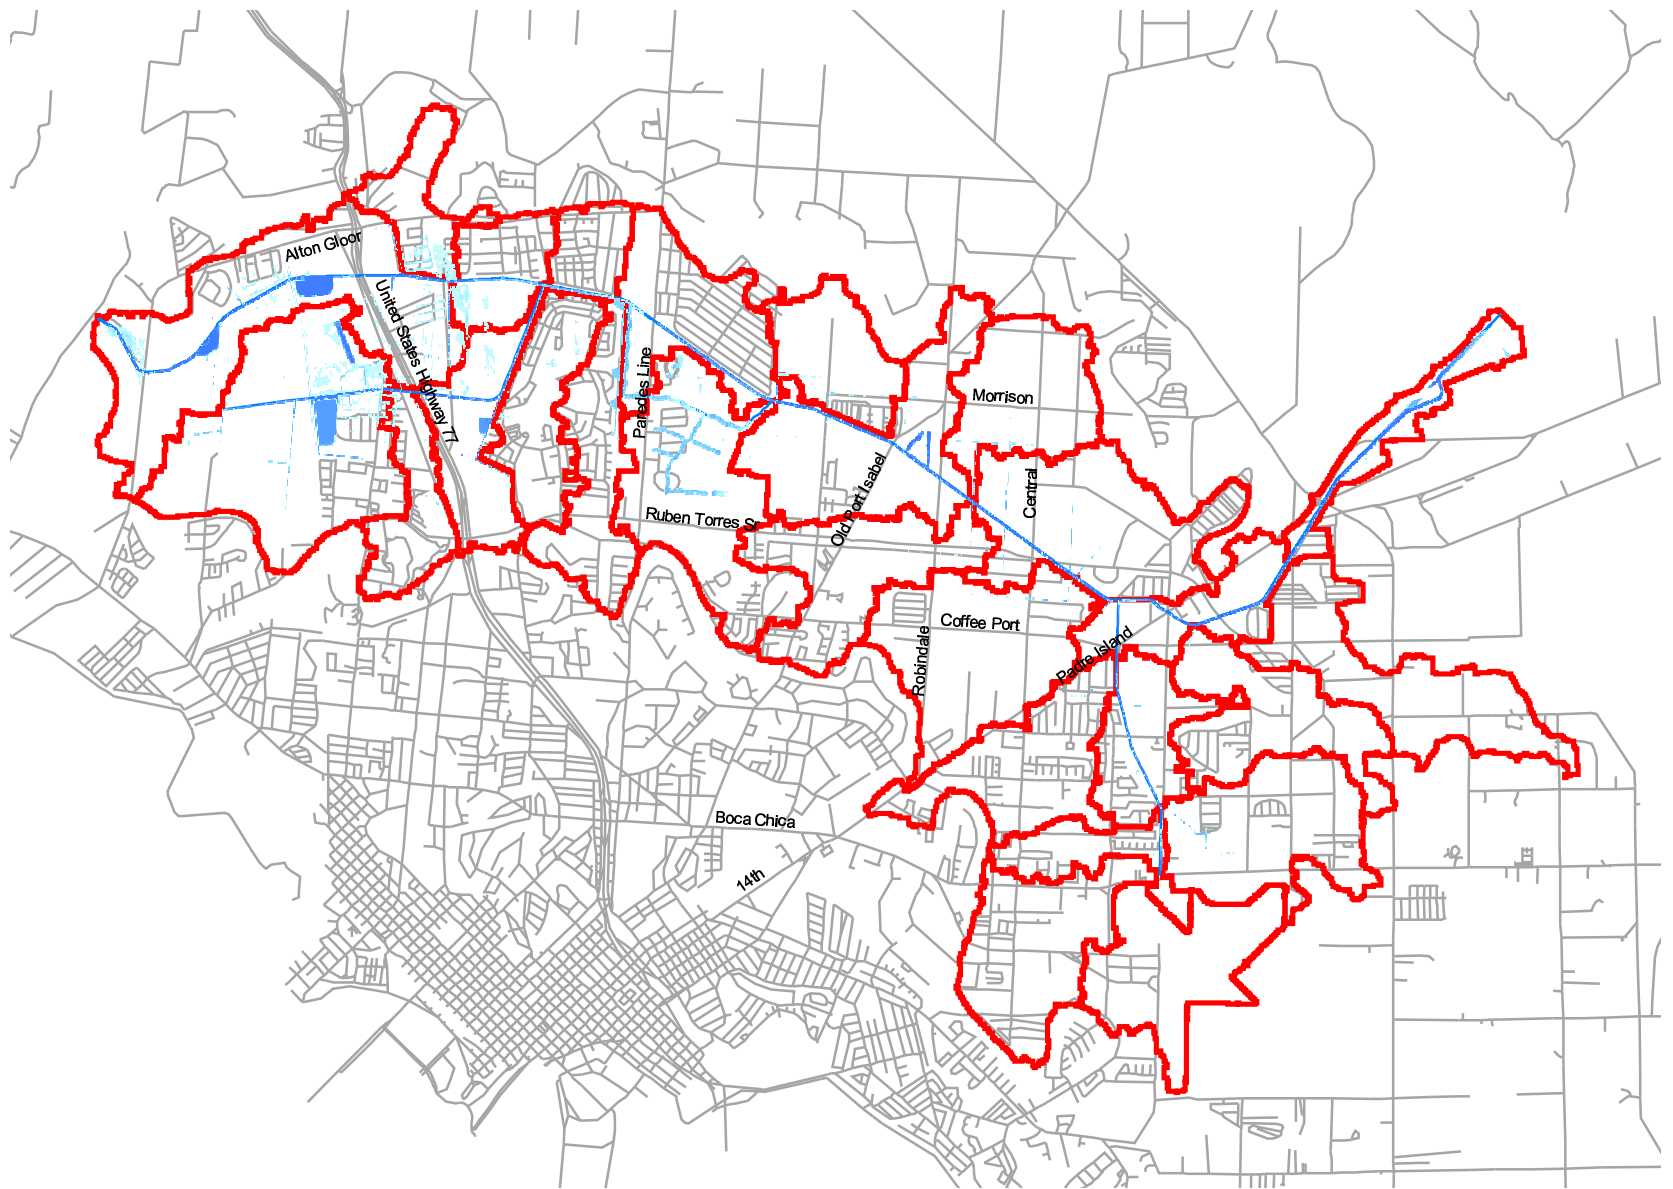 Alton Gloor
United States Highway 77
Paredes Line
Morrison
Old Port Isabel
Central
Ruben Torres Sr
Coffee Port
Robindale
Padre Island
Boca Chica
14th